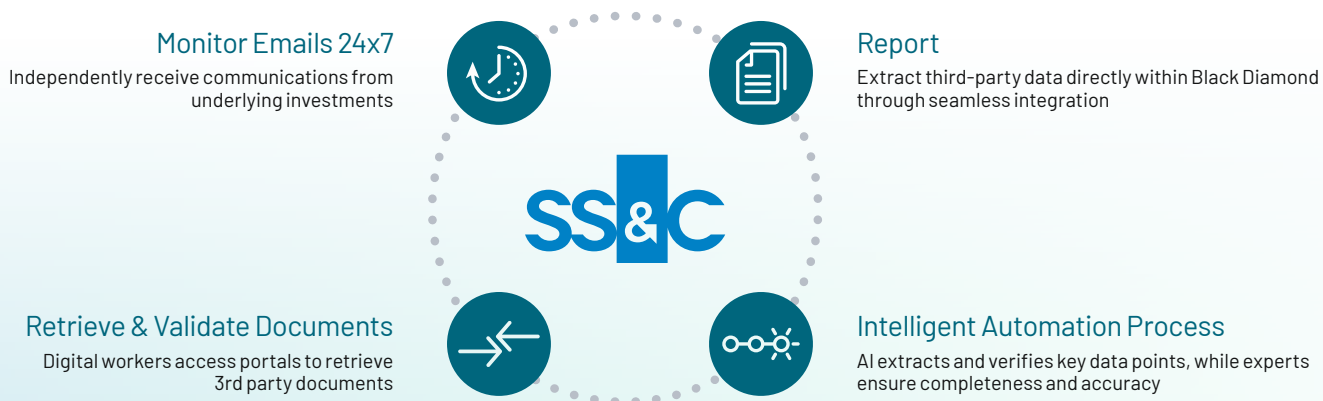 Monitor Emails 24x7
Independently receive communications from
underlying investments
Report
Extract third-party data directly within Black Diamond
through seamless integration
SS&C
Retrieve & Validate Documents
Digital workers access portals to retrieve
3rd party documents
Intelligent Automation Process
AI extracts and verifies key data points, while experts
ensure completeness and accuracy